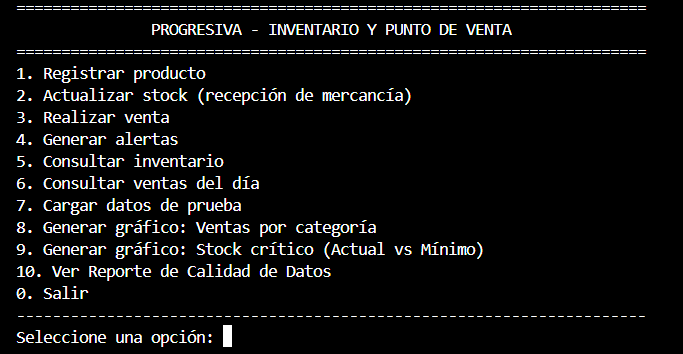 ======================================================================
PROGRESIVA - INVENTARIO Y PUNTO DE VENTA
======================================================================
1. Registrar producto
2. Actualizar stock (recepción de mercancía)
3. Realizar venta
4. Generar alertas
5. Consultar inventario
6. Consultar ventas del día
7. Cargar datos de prueba
8. Generar gráfico: Ventas por categoría
9. Generar gráfico: Stock crítico (Actual vs Mínimo)
10. Ver Reporte de Calidad de Datos
0. Salir
----------------------------------------------------------------------
Seleccione una opción: